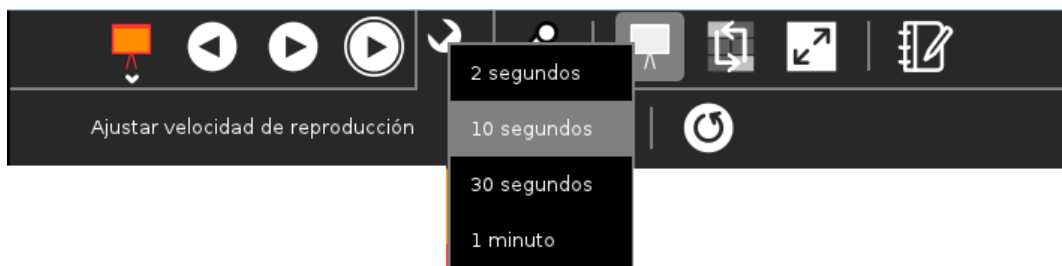 2 segundos
Ajustar velocidad de reproducción
10 segundos
30 segundos
1 minuto